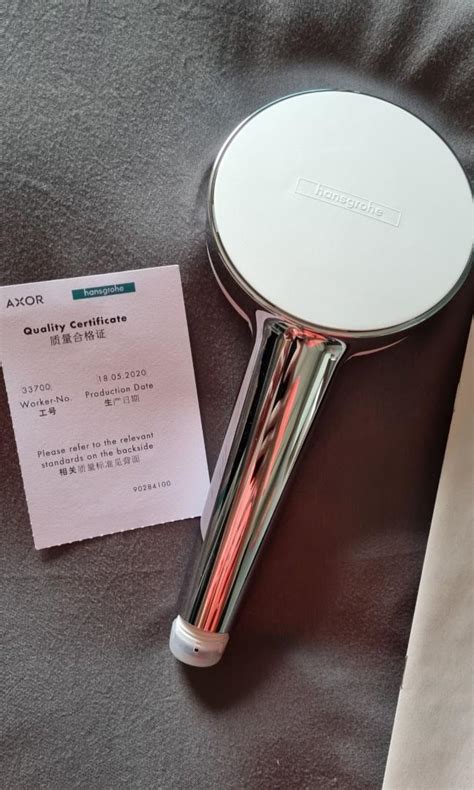 hansgrohe
AXOR hansgrohe
Quality Certificate
质量合格证
33700 18.05.2020
Worker-No. Production Date
工号 生产日期
Please refer to the relevant
standards on the backside
相关质量标准见背面
90284100